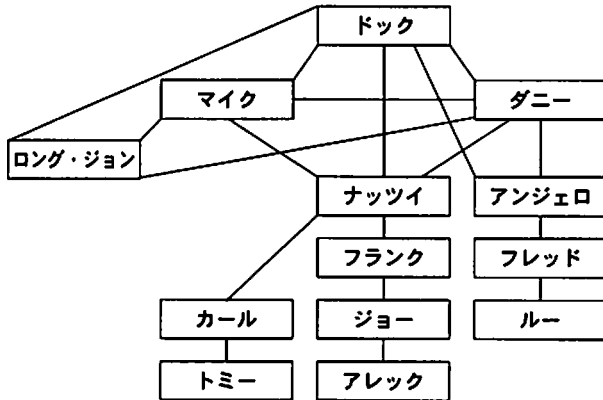 ドック
マイク
ダニー
ロング・ジョン
ナッツイ
アンジェロ
フランク
フレッド
カール
ジョー
ルー
トミー
アレック